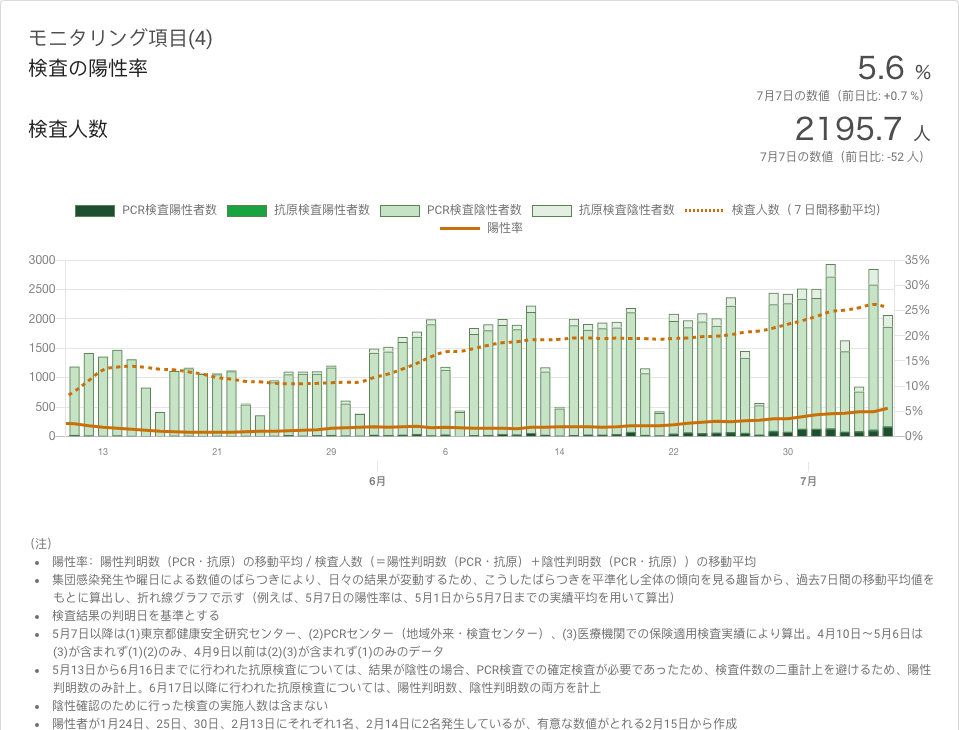 モニタリング項目(4)
検査の陽性率
5.6 %
7月7日の数値（前日比: +0.7 %）
検査人数
2195.7 人
7月7日の数値（前日比: -52 人）
PCR検査陽性者数 抗原検査陽性者数 PCR検査陰性者数 抗原検査陰性者数 検査人数（７日間移動平均）
陽性率
3000 35%
2500 30%
2000 25%
1500 20%
1000 15%
500 10%
0 5%
0%
13 21 29 6 14 22 30
6月 7月
（注）
陽性率：陽性判明数（PCR・抗原）の移動平均 / 検査人数（＝陽性判明数（PCR・抗原）＋陰性判明数（PCR・抗原））の移動平均
集団感染発生や曜日による数値のばらつきにより、日々の結果が変動するため、こうしたばらつきを平準化し全体の傾向を見る趣旨から、過去7日間の移動平均値を
もとに算出し、折れ線グラフで示す（例えば、5月7日の陽性率は、5月1日から5月7日までの実績平均を用いて算出）
検査結果の判明日を基準とする
5月7日以降は(1)東京都健康安全研究センター、(2)PCRセンター（地域外来・検査センター）、(3)医療機関での保険適用検査実績により算出。4月10日〜5月6日は
(3)が含まれず(1)(2)のみ、4月9日以前は(2)(3)が含まれず(1)のみのデータ
5月13日から6月16日までに行われた抗原検査については、結果が陰性の場合、PCR検査での確定検査が必要であったため、検査件数の二重計上を避けるため、陽性
判明数のみ計上。6月17日以降に行われた抗原検査については、陽性判明数、陰性判明数の両方を計上
陰性確認のために行った検査の実施人数は含まない
陽性者が1月24日、25日、30日、2月13日にそれぞれ1名、2月14日に2名発生しているが、有意な数値がとれる2月15日から作成